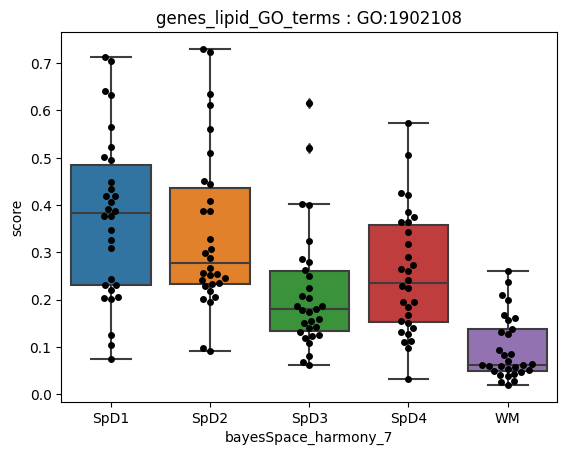 genes_lipid_GO_terms : GO:1902108
score
0.7
0.6
0.5
0.4
0.3
0.2
0.1
0.0
SpD1 SpD2 SpD3 SpD4 WM
bayesSpace_harmony_7